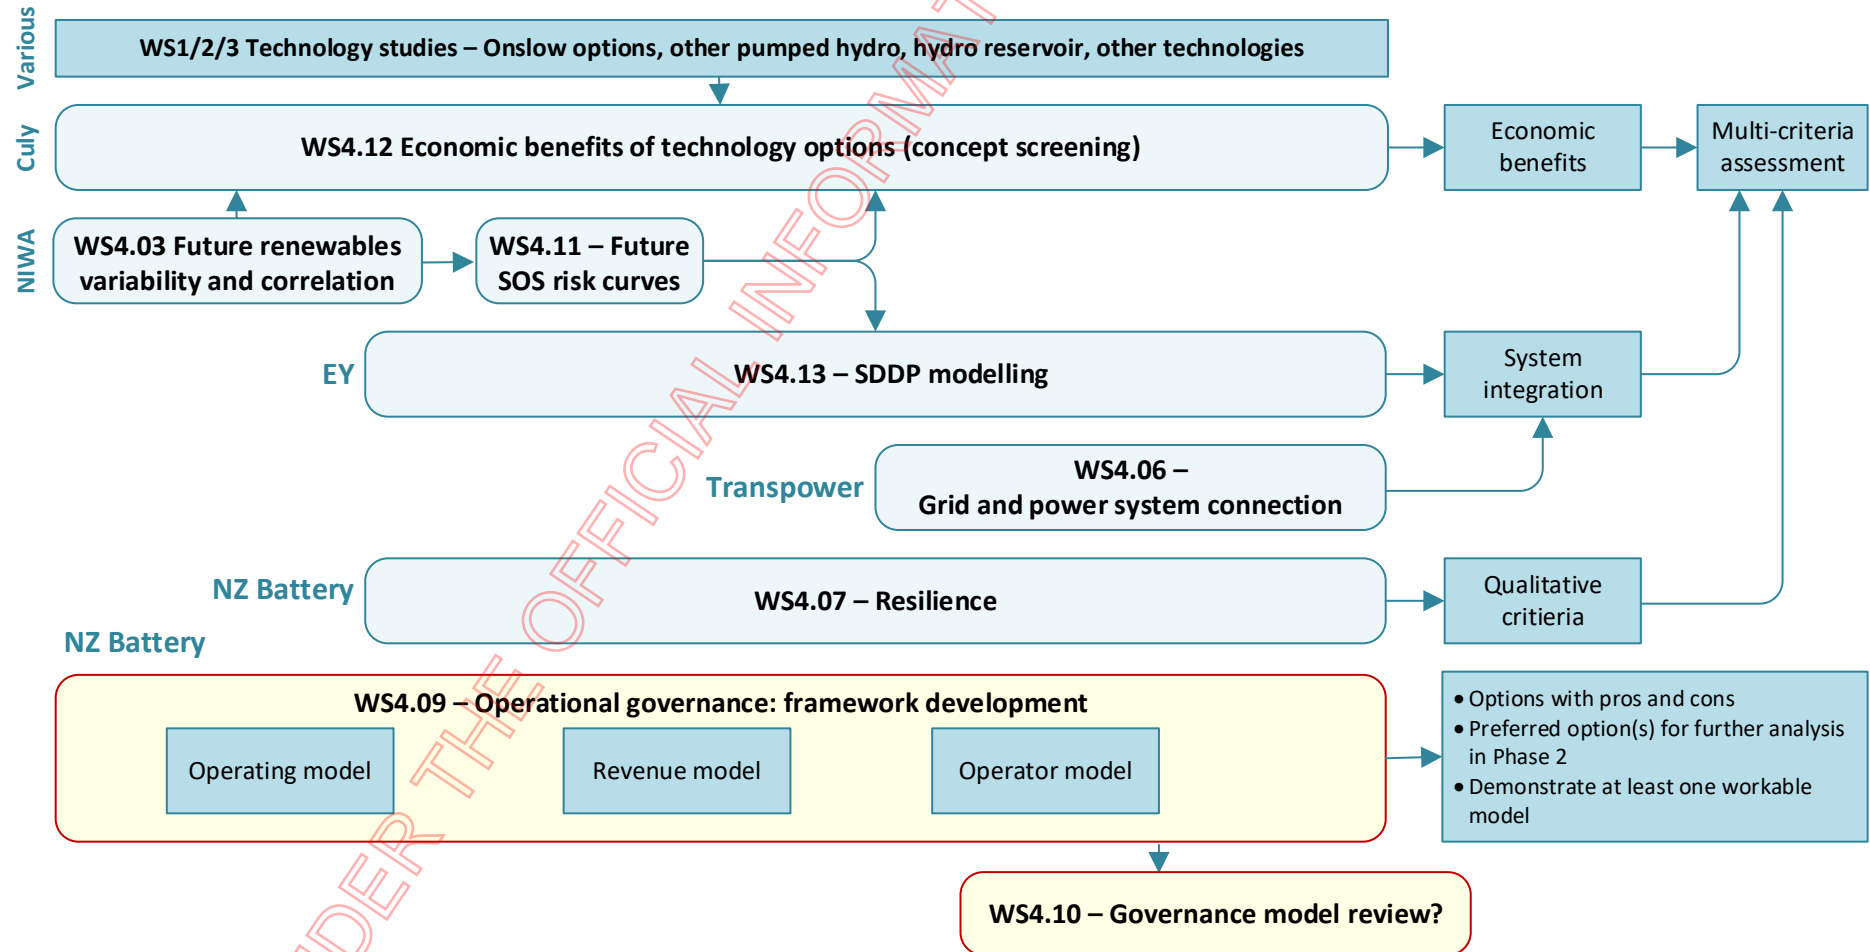 Various
WS1/2/3 Technology studies – Onslow options, other pumped hydro, hydro reservoir, other technologies
Culy
WS4.12 Economic benefits of technology options (concept screening)
Economic
benefits
Multi-criteria
assessment
NIWA
WS4.03 Future renewables
variability and correlation
WS4.11 – Future
SOS risk curves
EY
WS4.13 – SDDP modelling
System
integration
Transpower
WS4.06 –
Grid and power system connection
NZ Battery
WS4.07 – Resilience
Qualitative
critieria
NZ Battery
WS4.09 – Operational governance: framework development
Operating model
Revenue model
Operator model
• Options with pros and cons
• Preferred option(s) for further analysis
in Phase 2
• Demonstrate at least one workable
model
WS4.10 – Governance model review?
UNDER THE OFFICIAL INFORMAT